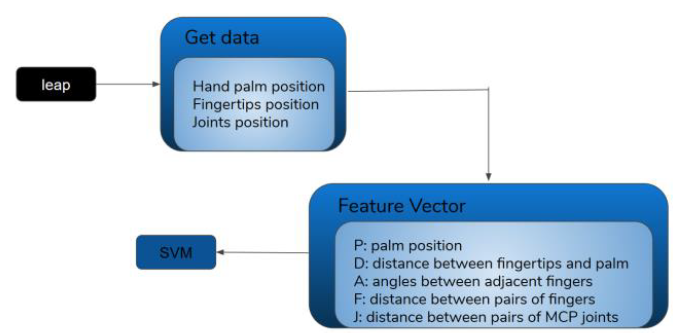 leap
Get data
Hand palm position
Fingertips position
Joints position
Feature Vector
P: palm position
D: distance between fingertips and palm
A: angles between adjacent fingers
F: distance between pairs of fingers
J: distance between pairs of MCP joints
SVM